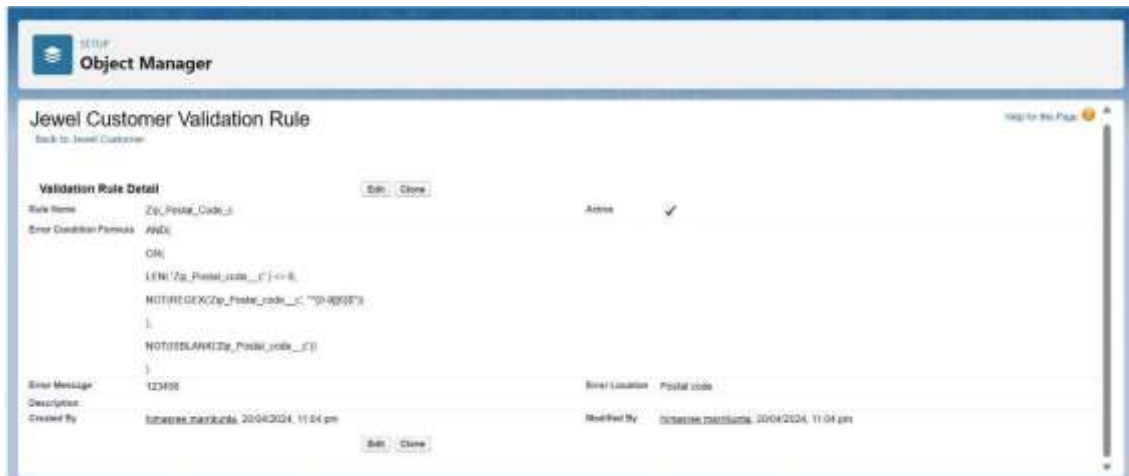 SETUP
Object Manager
Jewel Customer Validation Rule
Help for this Page
Back to Jewel Customer
Validation Rule Detail
Edit Clone
Rule Name Zip_Postal_Code_c Active ✓
Error Condition Formula AND(
OR(
LEN( 'Zip_Postal_code__c' ) <> 6,
NOT(REGEX('Zip_Postal_code__c',
),
NOT(ISBLANK('Zip_Postal_code__c'))
)
Error Message 123456 Error Location Postal code
Description
Created By 20/04/2024, 11:04 pm Modified By 20/04/2024, 11:04 pm
Edit Clone